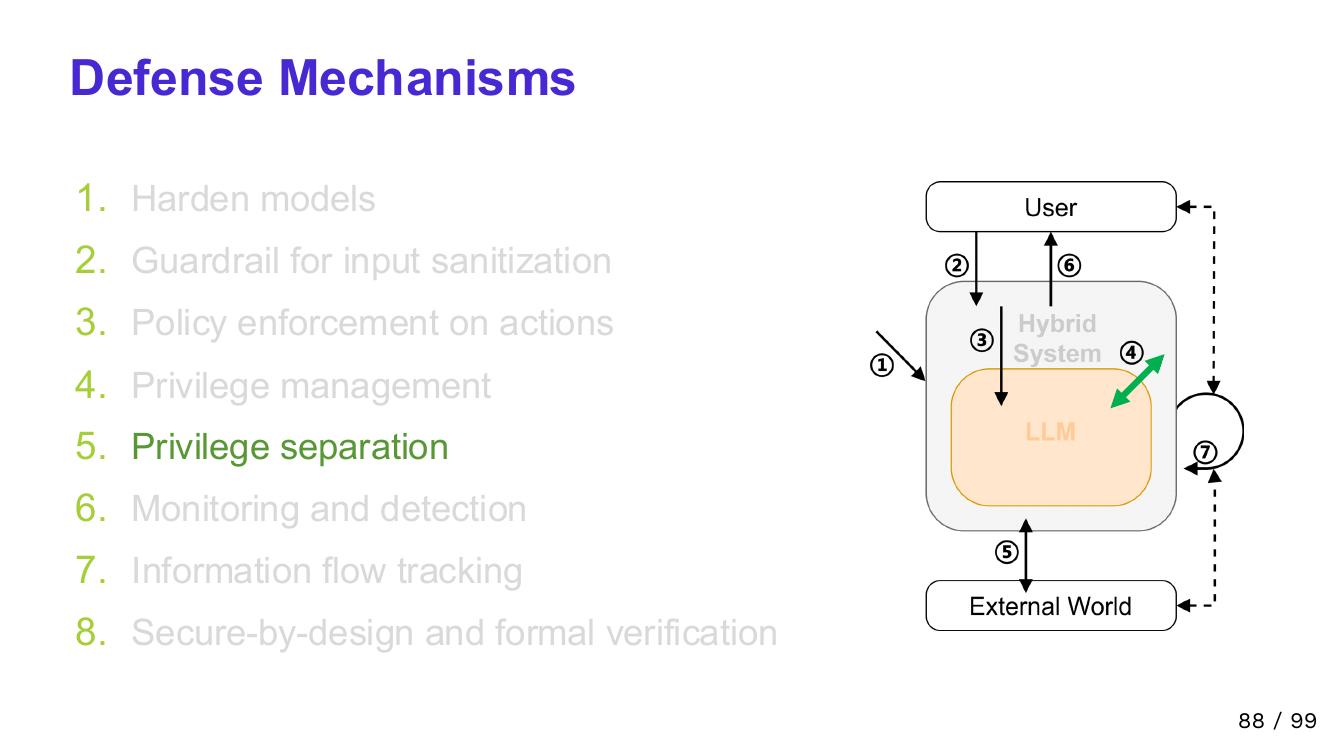 Defense Mechanisms
1. Harden models
2. Guardrail for input sanitization
3. Policy enforcement on actions
4. Privilege management
5. Privilege separation
6. Monitoring and detection
7. Information flow tracking
8. Secure-by-design and formal verification
User
② ⑥
Hybrid
System
③
④
①
LLM
⑦
⑤
External World
88 / 99